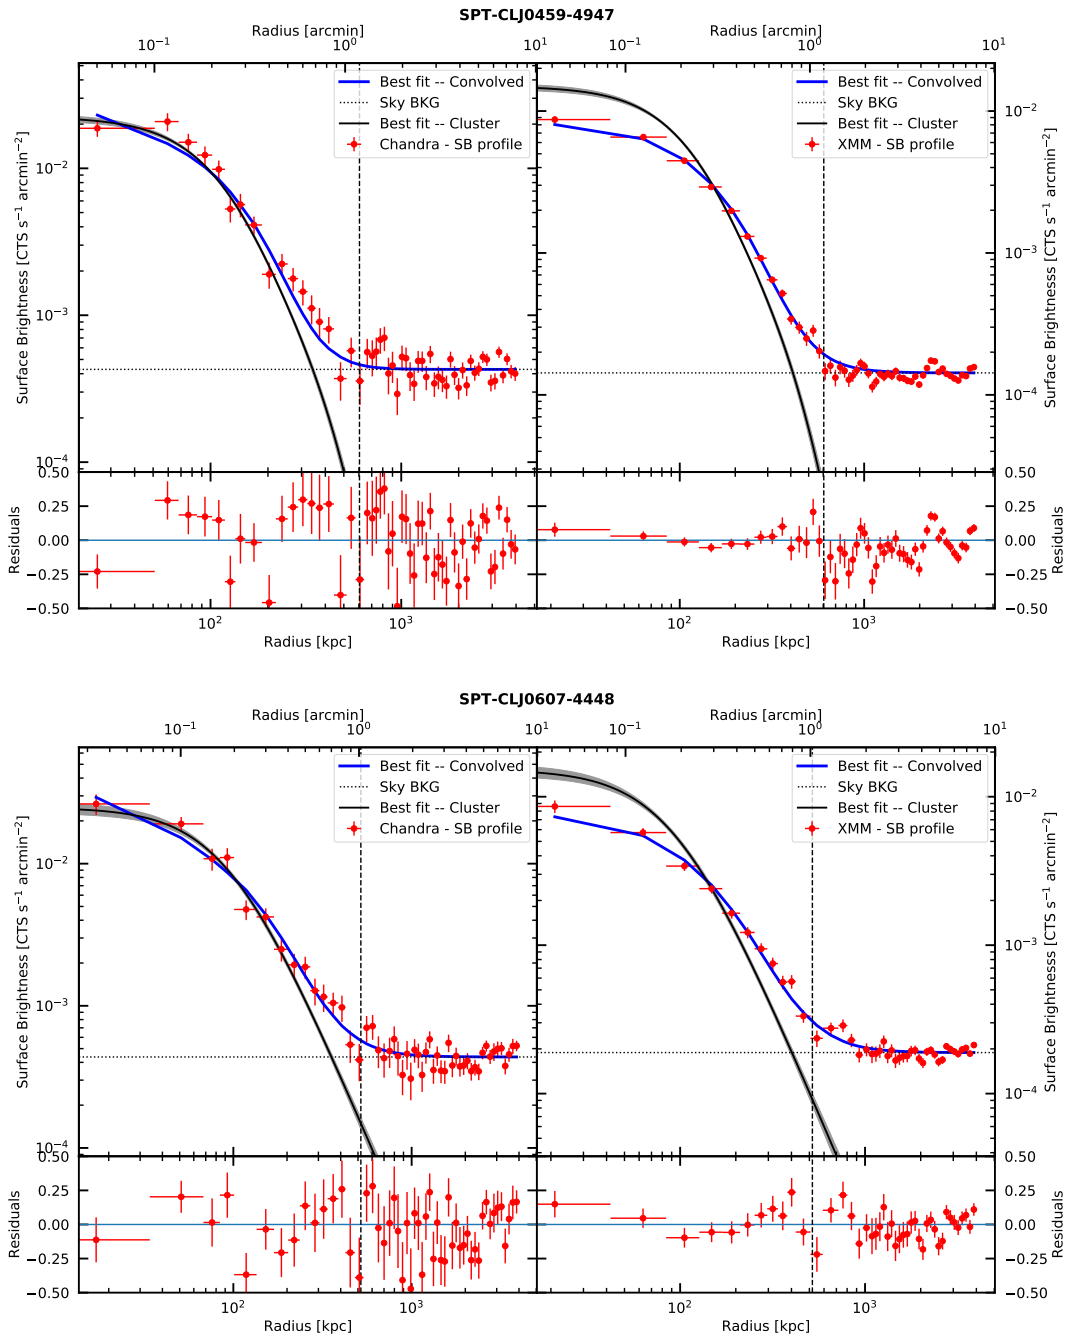 SPT-CLJ0459-4947
Radius [arcmin] Radius [arcmin]
10⁻¹ 10⁰ 10¹ 10⁻¹ 10⁰ 10¹
Best fit -- Convolved
Sky BKG
Best fit -- Cluster
Chandra - SB profile
Best fit -- Convolved
Sky BKG
Best fit -- Cluster
XMM - SB profile
Surface Brightness [CTS s⁻¹ arcmin⁻²]
10⁻²
10⁻³
10⁻⁴
10⁻²
10⁻³
10⁻⁴
Surface Brightnesss [CTS s⁻¹ arcmin⁻²]
Residuals
0.50
0.25
0.00
−0.25
−0.50
0.50
0.25
0.00
−0.25
−0.50
Residuals
10² 10³ 10² 10³
Radius [kpc] Radius [kpc]
SPT-CLJ0607-4448
Radius [arcmin] Radius [arcmin]
10⁻¹ 10⁰ 10¹ 10⁻¹ 10⁰ 10¹
Best fit -- Convolved
Sky BKG
Best fit -- Cluster
Chandra - SB profile
Best fit -- Convolved
Sky BKG
Best fit -- Cluster
XMM - SB profile
Surface Brightness [CTS s⁻¹ arcmin⁻²]
10⁻²
10⁻³
10⁻⁴
10⁻²
10⁻³
10⁻⁴
Surface Brightnesss [CTS s⁻¹ arcmin⁻²]
Residuals
0.50
0.25
0.00
−0.25
−0.50
0.50
0.25
0.00
−0.25
−0.50
Residuals
10² 10³ 10² 10³
Radius [kpc] Radius [kpc]